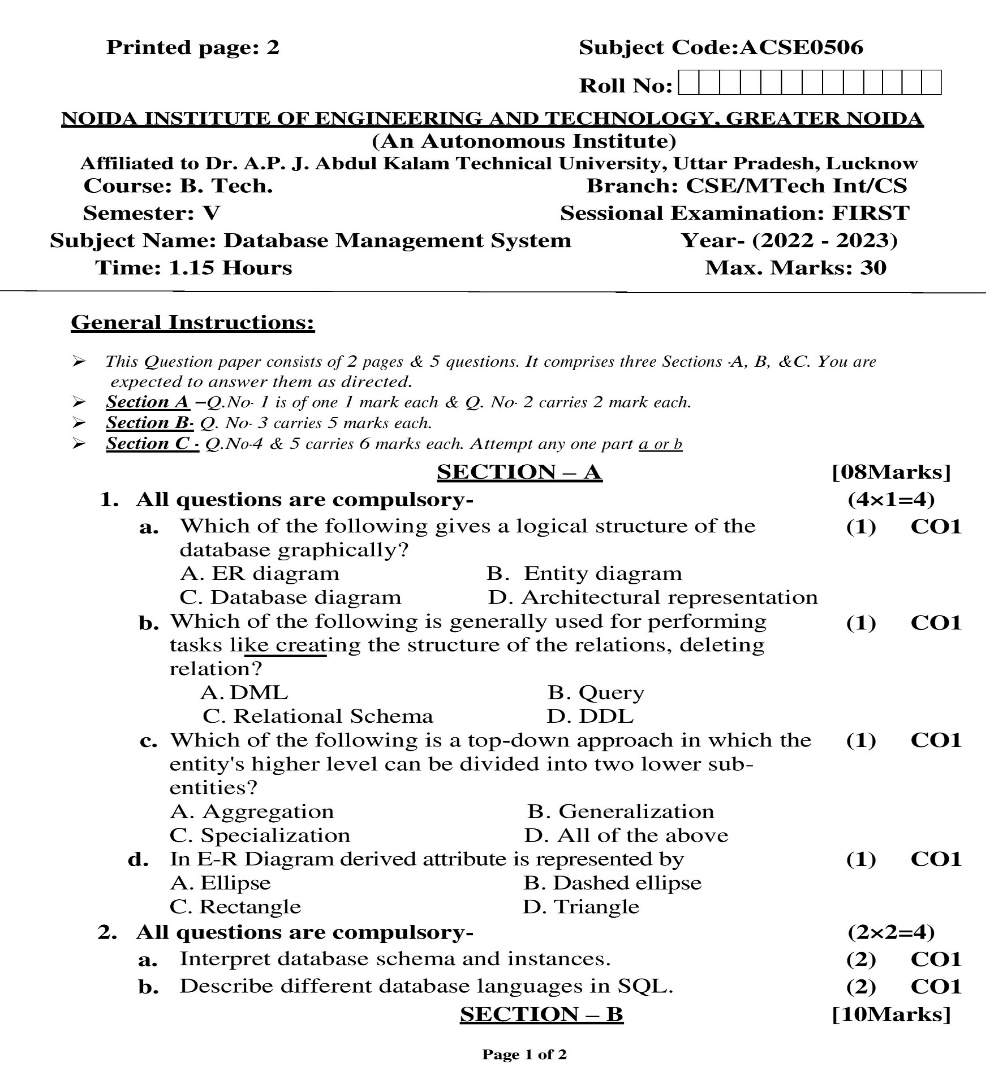 Printed page: 2 Subject Code:ACSE0506
Roll No:
NOIDA INSTITUTE OF ENGINEERING AND TECHNOLOGY, GREATER NOIDA
(An Autonomous Institute)
Affiliated to Dr. A.P. J. Abdul Kalam Technical University, Uttar Pradesh, Lucknow
Course: B. Tech. Branch: CSE/MTech Int/CS
Semester: V Sessional Examination: FIRST
Subject Name: Database Management System Year- (2022 - 2023)
Time: 1.15 Hours Max. Marks: 30
General Instructions:
➢ This Question paper consists of 2 pages & 5 questions. It comprises three Sections -A, B, &C. You are
expected to answer them as directed.
➢ Section A –Q.No- 1 is of one 1 mark each & Q. No- 2 carries 2 mark each.
➢ Section B- Q. No- 3 carries 5 marks each.
➢ Section C - Q.No-4 & 5 carries 6 marks each. Attempt any one part a or b
SECTION – A [08Marks]
1. All questions are compulsory- (4×1=4)
a. Which of the following gives a logical structure of the (1) CO1
database graphically?
A. ER diagram B. Entity diagram
C. Database diagram D. Architectural representation
b. Which of the following is generally used for performing (1) CO1
tasks like creating the structure of the relations, deleting
relation?
A. DML B. Query
C. Relational Schema D. DDL
c. Which of the following is a top-down approach in which the (1) CO1
entity's higher level can be divided into two lower sub-
entities?
A. Aggregation B. Generalization
C. Specialization D. All of the above
d. In E-R Diagram derived attribute is represented by (1) CO1
A. Ellipse B. Dashed ellipse
C. Rectangle D. Triangle
2. All questions are compulsory- (2×2=4)
a. Interpret database schema and instances. (2) CO1
b. Describe different database languages in SQL. (2) CO1
SECTION – B [10Marks]
Page 1 of 2